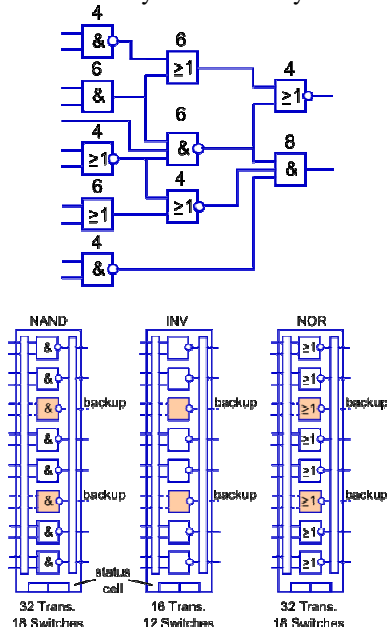 4
6
&
≥1
6 4
& ≥1
6
4 8
&
≥1 &
6 4
≥1 ≥1
4
&
NAND INV NOR
& ≥1
& ≥1
& backup backup ≥1 backup
& ≥1
& ≥1
& backup backup ≥1 backup
& ≥1
& ≥1
status
cell
32 Trans. 16 Trans. 32 Trans.
18 Switches 12 Switches 18 Switches